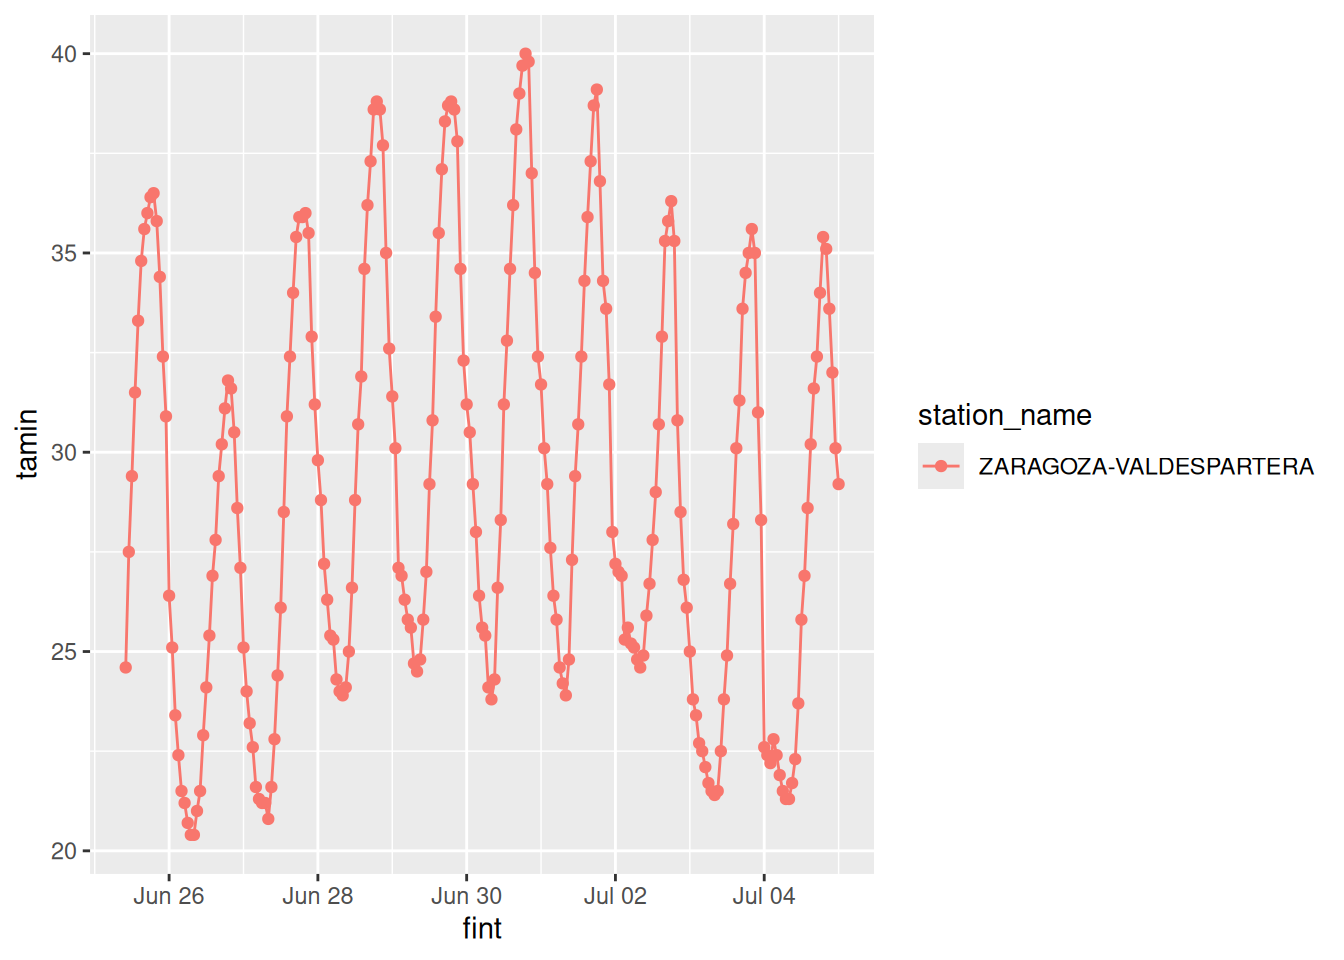 40
35
30
25
20
tamin
Jun 26
Jun 28
Jun 30
Jul 02
Jul 04
fint
station_name
ZARAGOZA-VALDESPARTERA